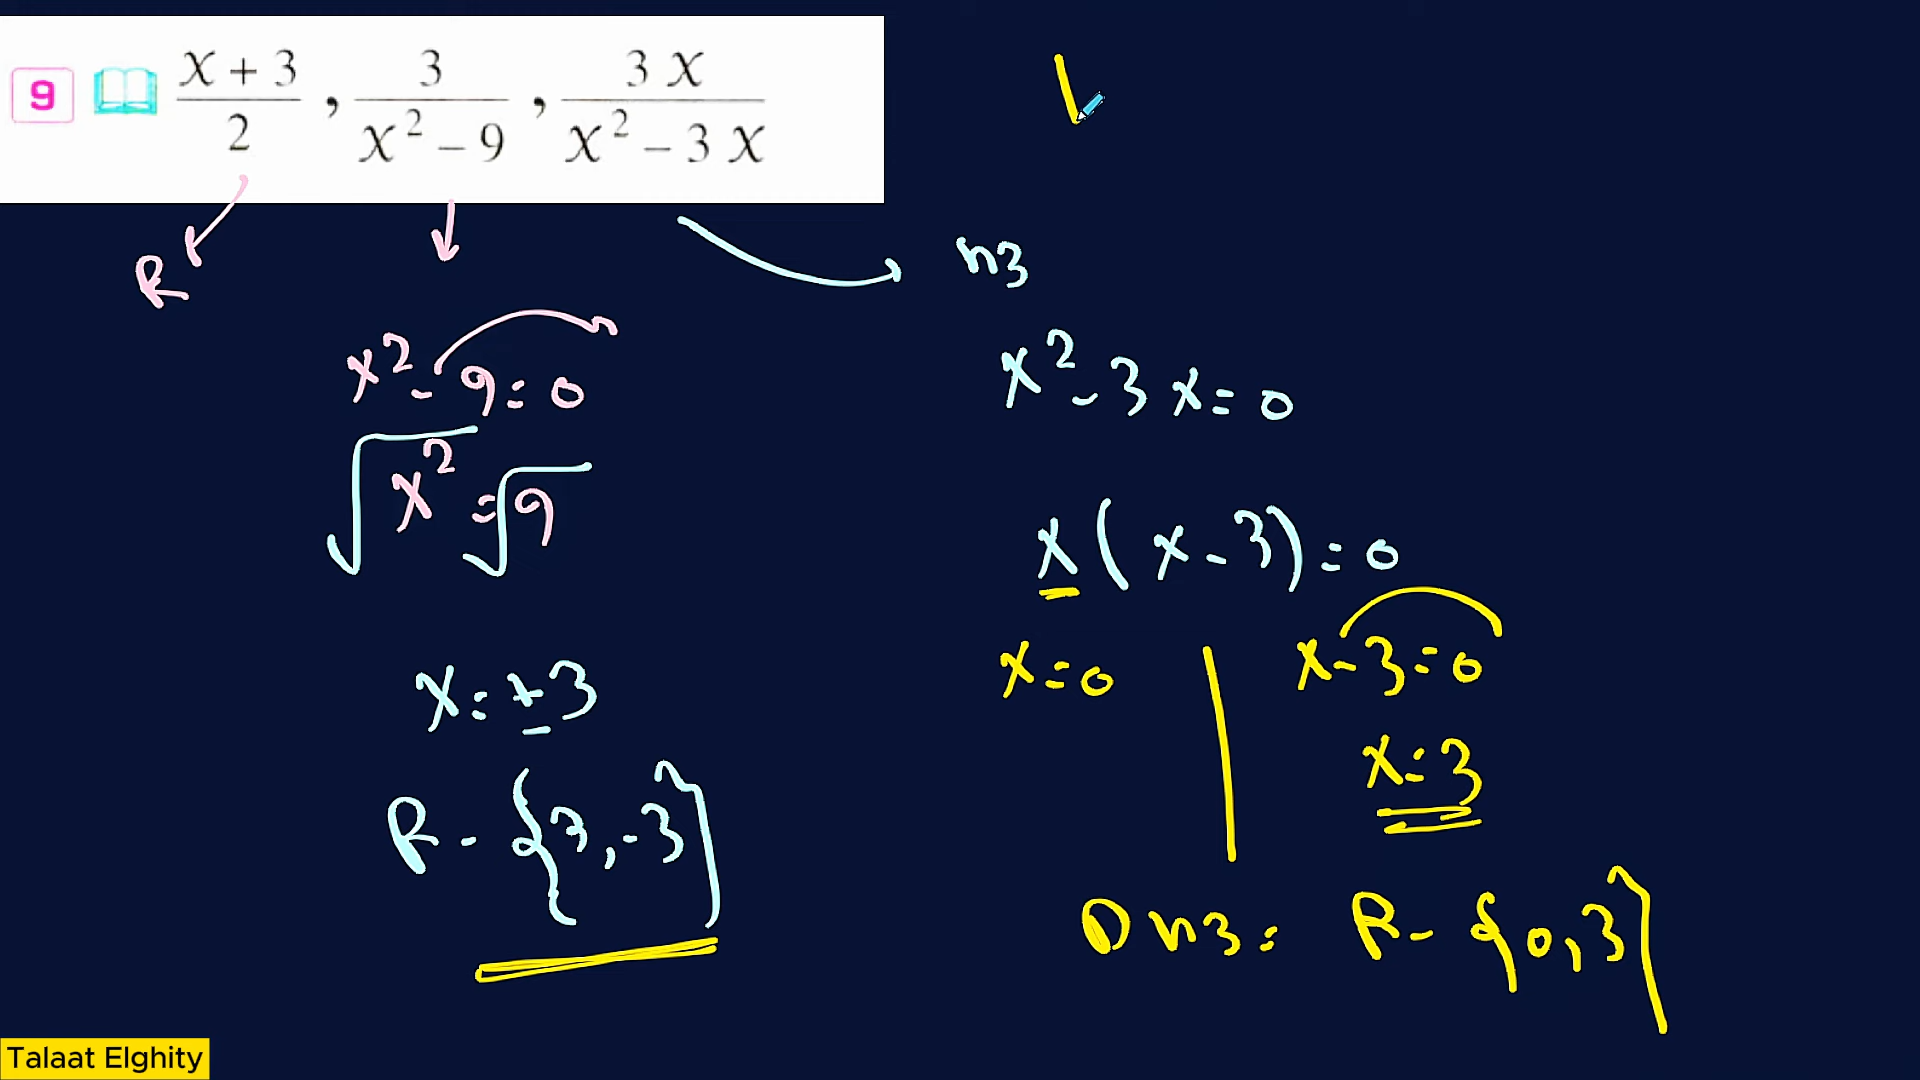 9 (x + 3)/2 , 3/(x² - 9) , 3x/(x² - 3x)
R
x² - 9 = 0
√x² = √9
x = ±3
R - {3, -3}
n3
x² - 3x = 0
x(x - 3) = 0
x = 0 | x - 3 = 0
x = 3
Dn3 = R - {0, 3}
Talaat Elghity